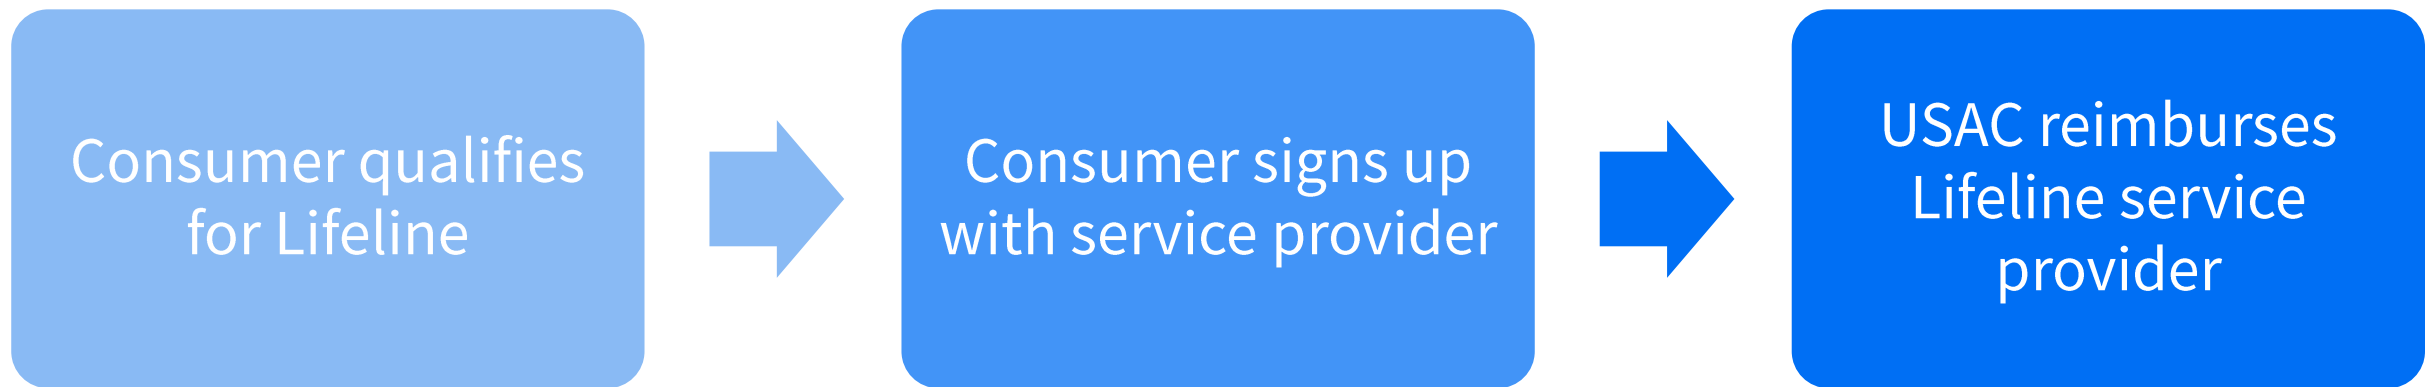 Consumer qualifies
for Lifeline
Consumer signs up
with service provider
USAC reimburses
Lifeline service
provider